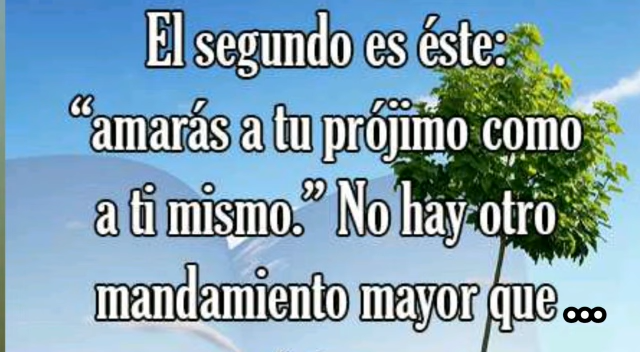 El segundo es éste:
“amarás a tu prójimo como
a ti mismo.” No hay otro
mandamiento mayor que ...